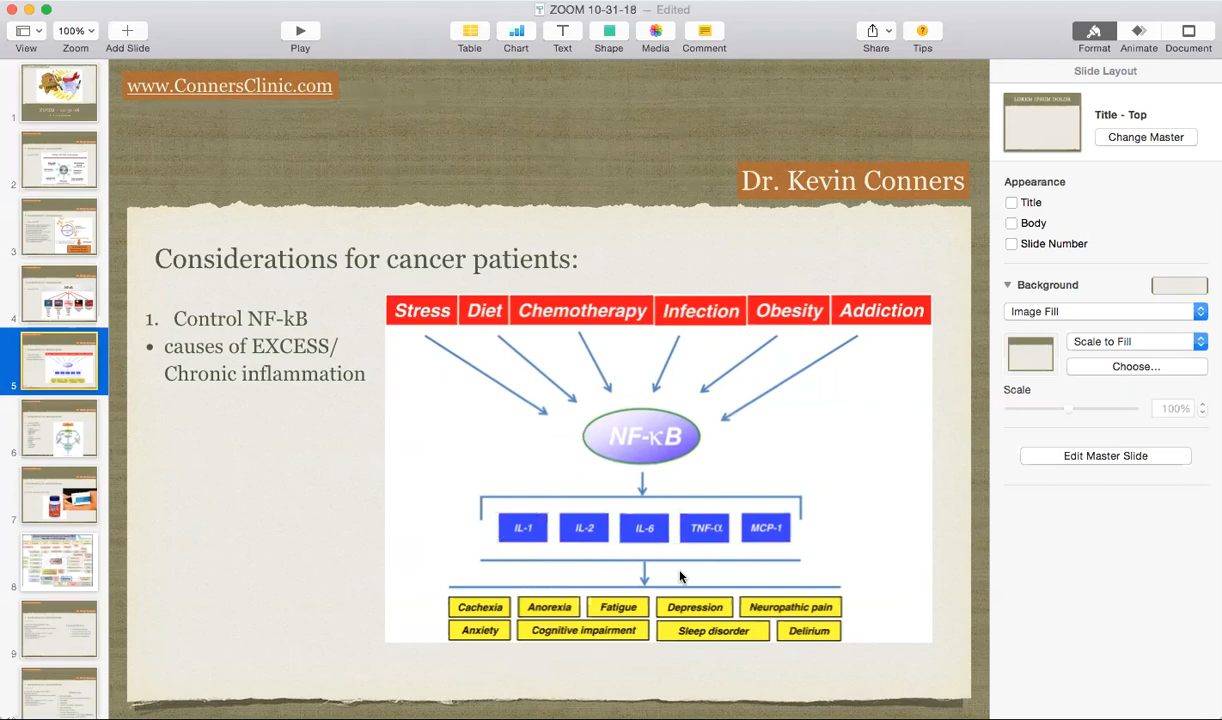 ZOOM 10-31-18 — Edited
View
100%
Zoom
Add Slide
Play
Table
Chart
Text
Shape
Media
Comment
Share
Tips
Format
Animate
Document
1
2
3
4
5
6
7
8
9
www.ConnersClinic.com
Dr. Kevin Conners
Considerations for cancer patients:
1. Control NF-kB
• causes of EXCESS/
Chronic inflammation
Stress Diet Chemotherapy Infection Obesity Addiction
NF-κB
IL-1 IL-2 IL-6 TNF-α MCP-1
Cachexia Anorexia Fatigue Depression Neuropathic pain
Anxiety Cognitive impairment Sleep disorder Delirium
Slide Layout
LOREM IPSUM DOLOR
Title - Top
Change Master
Appearance
Title
Body
Slide Number
Background
Image Fill
Scale to Fill
Choose...
Scale
100%
Edit Master Slide